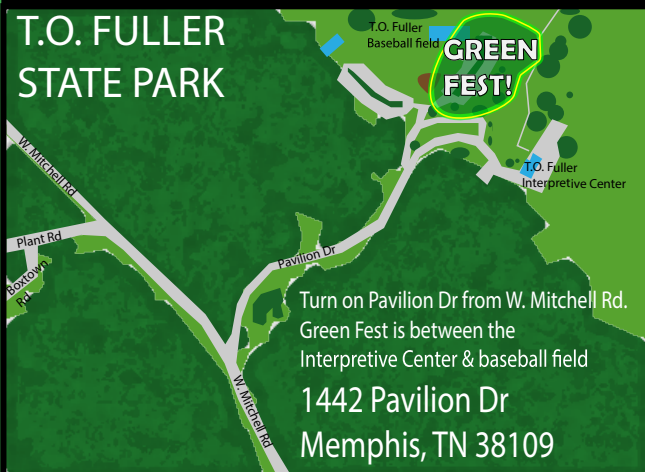 T.O. FULLER
STATE PARK
T.O. Fuller
Baseball field
GREEN
FEST!
W. Mitchell Rd
T.O. Fuller
Interpretive Center
Plant Rd
Boxtown
Rd
Pavilion Dr
Turn on Pavilion Dr from W. Mitchell Rd.
Green Fest is between the
Interpretive Center & baseball field
W. Mitchell Rd
1442 Pavilion Dr
Memphis, TN 38109